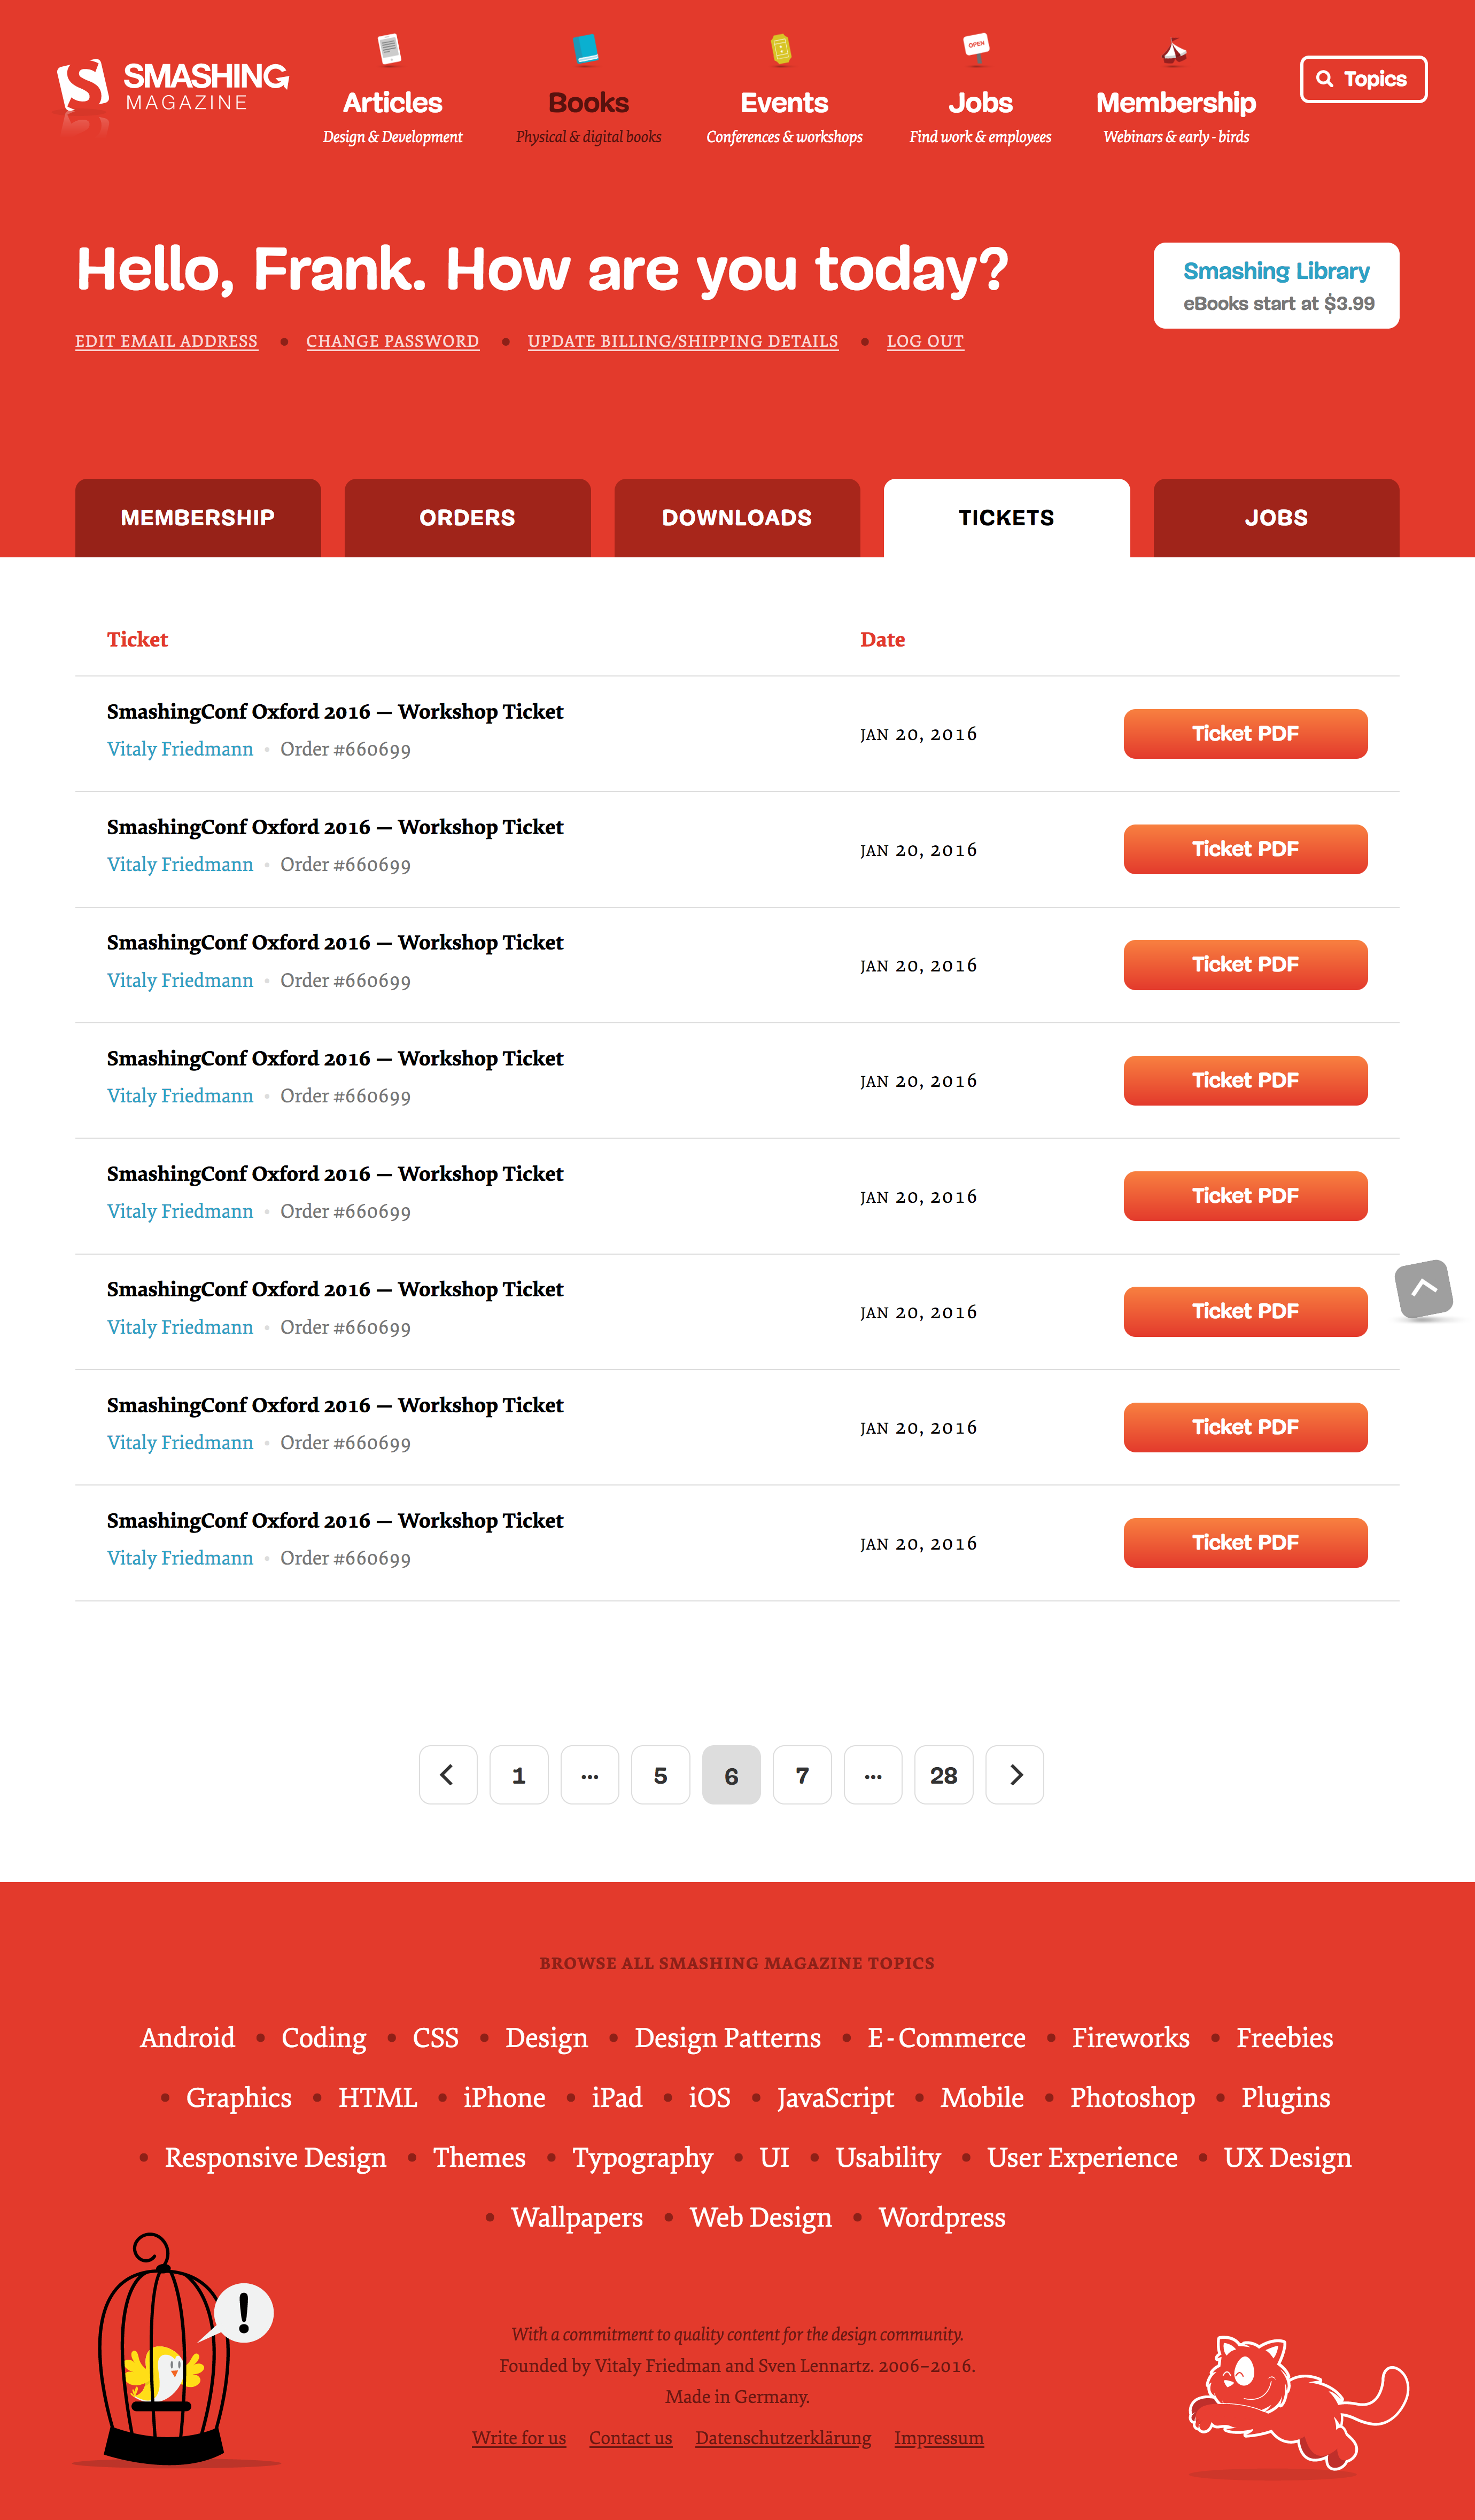 SMASHING
MAGAZINE
Articles
Design & Development
Books
Physical & digital books
OPEN
Events
Conferences & workshops
Jobs
Find work & employees
Membership
Webinars & early-birds
Topics
Hello, Frank. How are you today?
EDIT EMAIL ADDRESS • CHANGE PASSWORD • UPDATE BILLING/SHIPPING DETAILS • LOG OUT
Smashing Library
eBooks start at $3.99
MEMBERSHIP ORDERS DOWNLOADS TICKETS JOBS
Ticket Date
SmashingConf Oxford 2016 — Workshop Ticket
Vitaly Friedmann • Order #660699
JAN 20, 2016
Ticket PDF
SmashingConf Oxford 2016 — Workshop Ticket
Vitaly Friedmann • Order #660699
JAN 20, 2016
Ticket PDF
SmashingConf Oxford 2016 — Workshop Ticket
Vitaly Friedmann • Order #660699
JAN 20, 2016
Ticket PDF
SmashingConf Oxford 2016 — Workshop Ticket
Vitaly Friedmann • Order #660699
JAN 20, 2016
Ticket PDF
SmashingConf Oxford 2016 — Workshop Ticket
Vitaly Friedmann • Order #660699
JAN 20, 2016
Ticket PDF
SmashingConf Oxford 2016 — Workshop Ticket
Vitaly Friedmann • Order #660699
JAN 20, 2016
Ticket PDF
SmashingConf Oxford 2016 — Workshop Ticket
Vitaly Friedmann • Order #660699
JAN 20, 2016
Ticket PDF
SmashingConf Oxford 2016 — Workshop Ticket
Vitaly Friedmann • Order #660699
JAN 20, 2016
Ticket PDF
1 ... 5 6 7 ... 28
BROWSE ALL SMASHING MAGAZINE TOPICS
Android • Coding • CSS • Design • Design Patterns • E-Commerce • Fireworks • Freebies
• Graphics • HTML • iPhone • iPad • iOS • JavaScript • Mobile • Photoshop • Plugins
• Responsive Design • Themes • Typography • UI • Usability • User Experience • UX Design
• Wallpapers • Web Design • Wordpress
!
With a commitment to quality content for the design community.
Founded by Vitaly Friedman and Sven Lennartz. 2006–2016.
Made in Germany.
Write for us Contact us Datenschutzerklärung Impressum